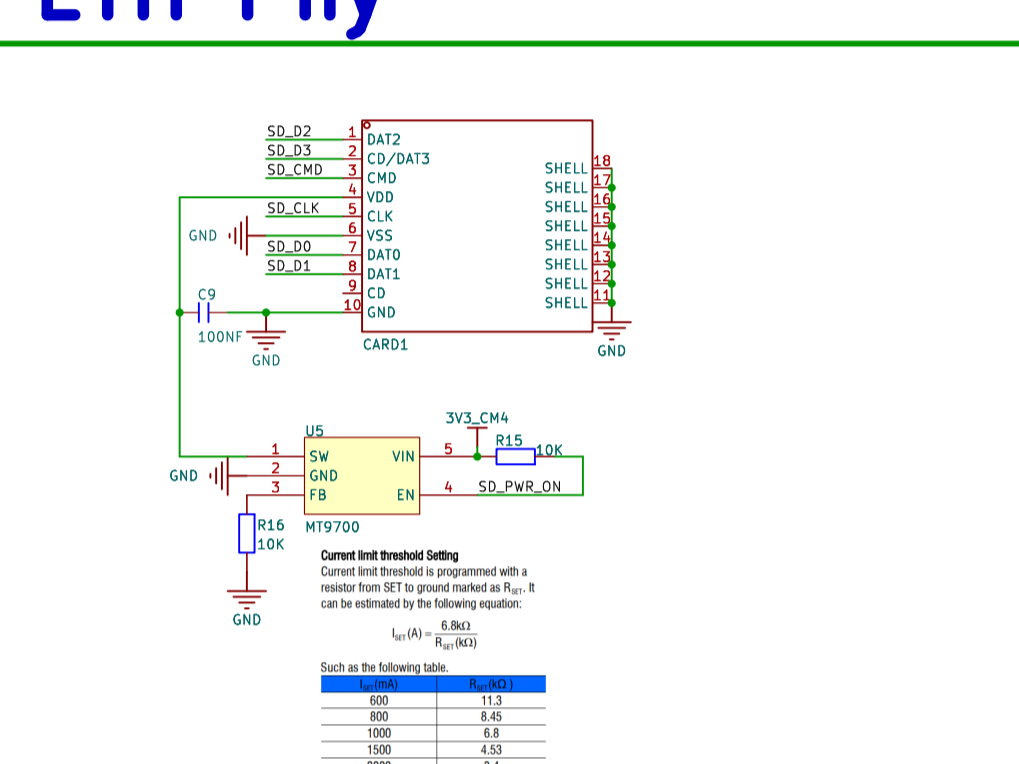 SD_D2 1 DAT2
SD_D3 2 CD/DAT3
SD_CMD 3 CMD
4 VDD
SD_CLK 5 CLK
GND 6 VSS
SD_D0 7 DAT0
SD_D1 8 DAT1
9 CD
10 GND
SHELL 18
SHELL 17
SHELL 16
SHELL 15
SHELL 14
SHELL 13
SHELL 12
SHELL 11
C9
100NF
GND
CARD1
GND
3V3_CM4
U5
R15
10K
1 SW VIN 5
GND 2 GND
3 FB EN 4 SD_PWR_ON
R16
10K
MT9700
GND
Current limit threshold Setting
Current limit threshold is programmed with a
resistor from SET to ground marked as RSET. It
can be estimated by the following equation:
ISET (A) = 6.8kΩ / RSET (kΩ)
Such as the following table.
ISET(mA) RSET(kΩ )
600 11.3
800 8.45
1000 6.8
1500 4.53